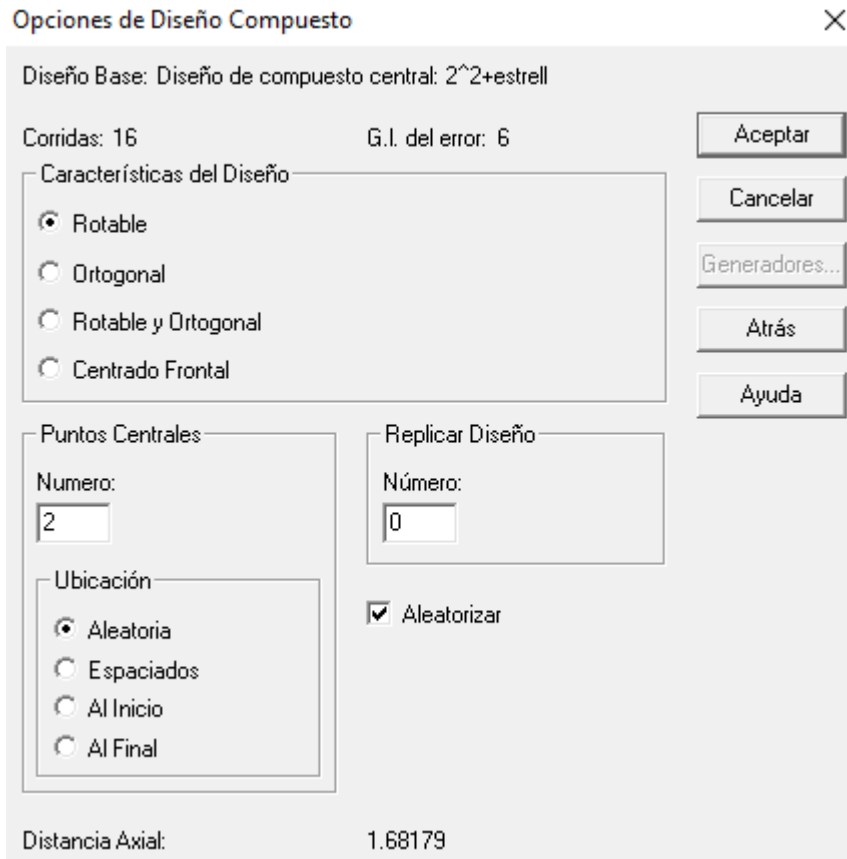 Opciones de Diseño Compuesto
Diseño Base: Diseño de compuesto central: 2^2+estrell
Corridas: 16 G.l. del error: 6
Aceptar
Cancelar
Generadores...
Atrás
Ayuda
Características del Diseño
Rotable
Ortogonal
Rotable y Ortogonal
Centrado Frontal
Puntos Centrales
Numero:
2
Ubicación
Aleatoria
Espaciados
Al Inicio
Al Final
Replicar Diseño
Número:
0
Aleatorizar
Distancia Axial: 1.68179